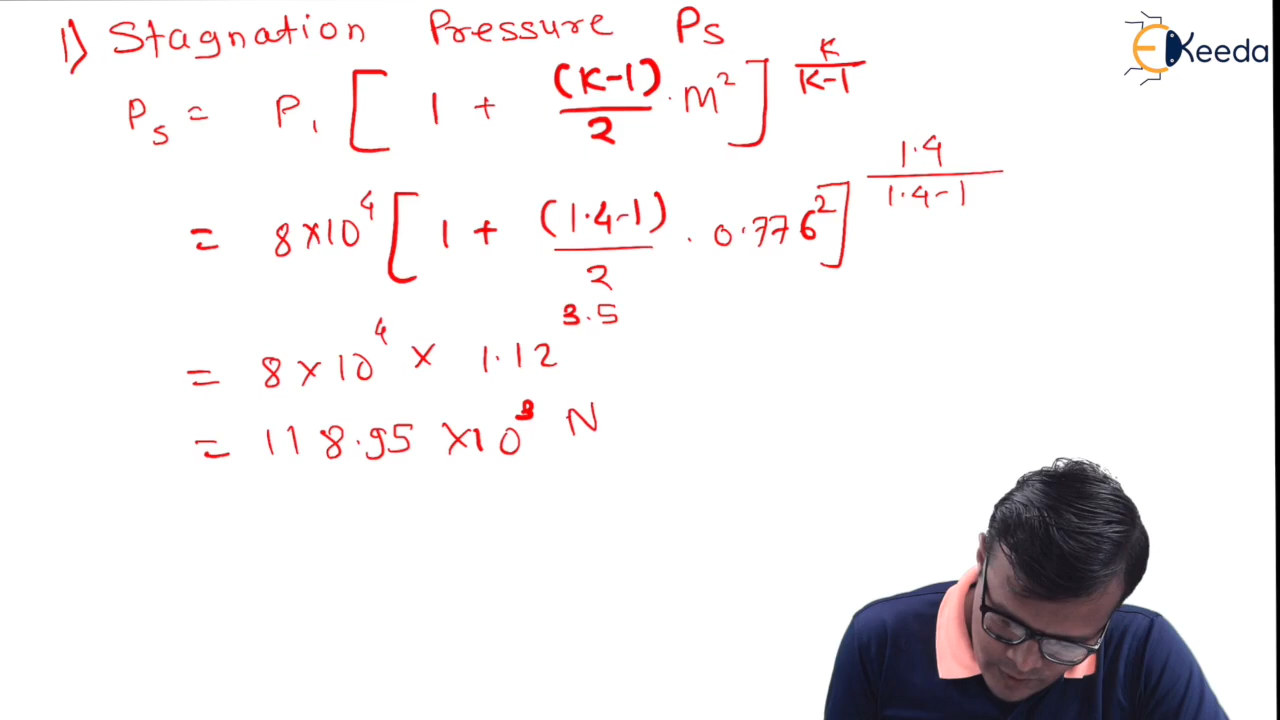 1) Stagnation Pressure Ps
EKeeda
Ps = P₁ [ 1 + (K-1)/2 · M² ]^(K/(K-1))
= 8×10⁴ [ 1 + (1.4-1)/2 · 0.776² ]^(1.4/(1.4-1))
= 8×10⁴ × 1.12^3.5
= 118.95 ×10³ N